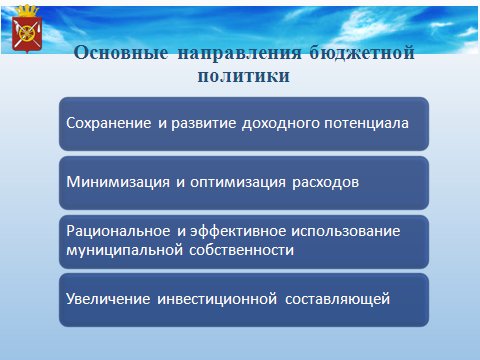 Основные направления бюджетной
политики
Сохранение и развитие доходного потенциала
Минимизация и оптимизация расходов
Рациональное и эффективное использование
муниципальной собственности
Увеличение инвестиционной составляющей